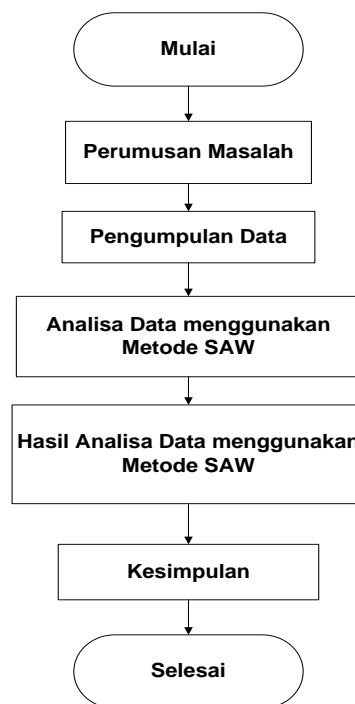 Mulai
Perumusan Masalah
Pengumpulan Data
Analisa Data menggunakan
Metode SAW
Hasil Analisa Data menggunakan
Metode SAW
Kesimpulan
Selesai